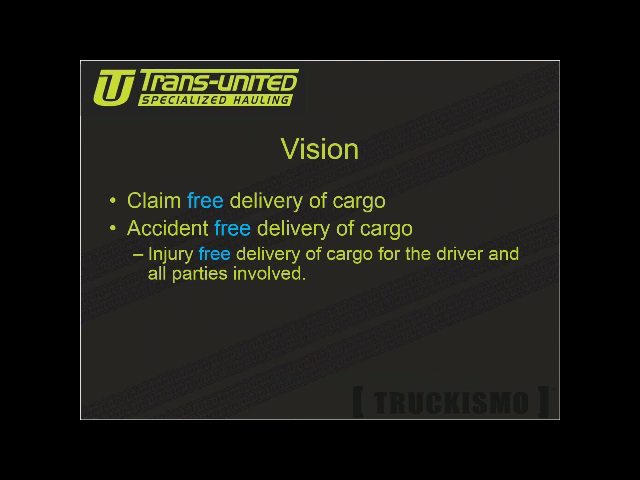 Trans-United
SPECIALIZED HAULING
Vision
• Claim free delivery of cargo
• Accident free delivery of cargo
– Injury free delivery of cargo for the driver and
all parties involved.
[ TRUCKISMO ]